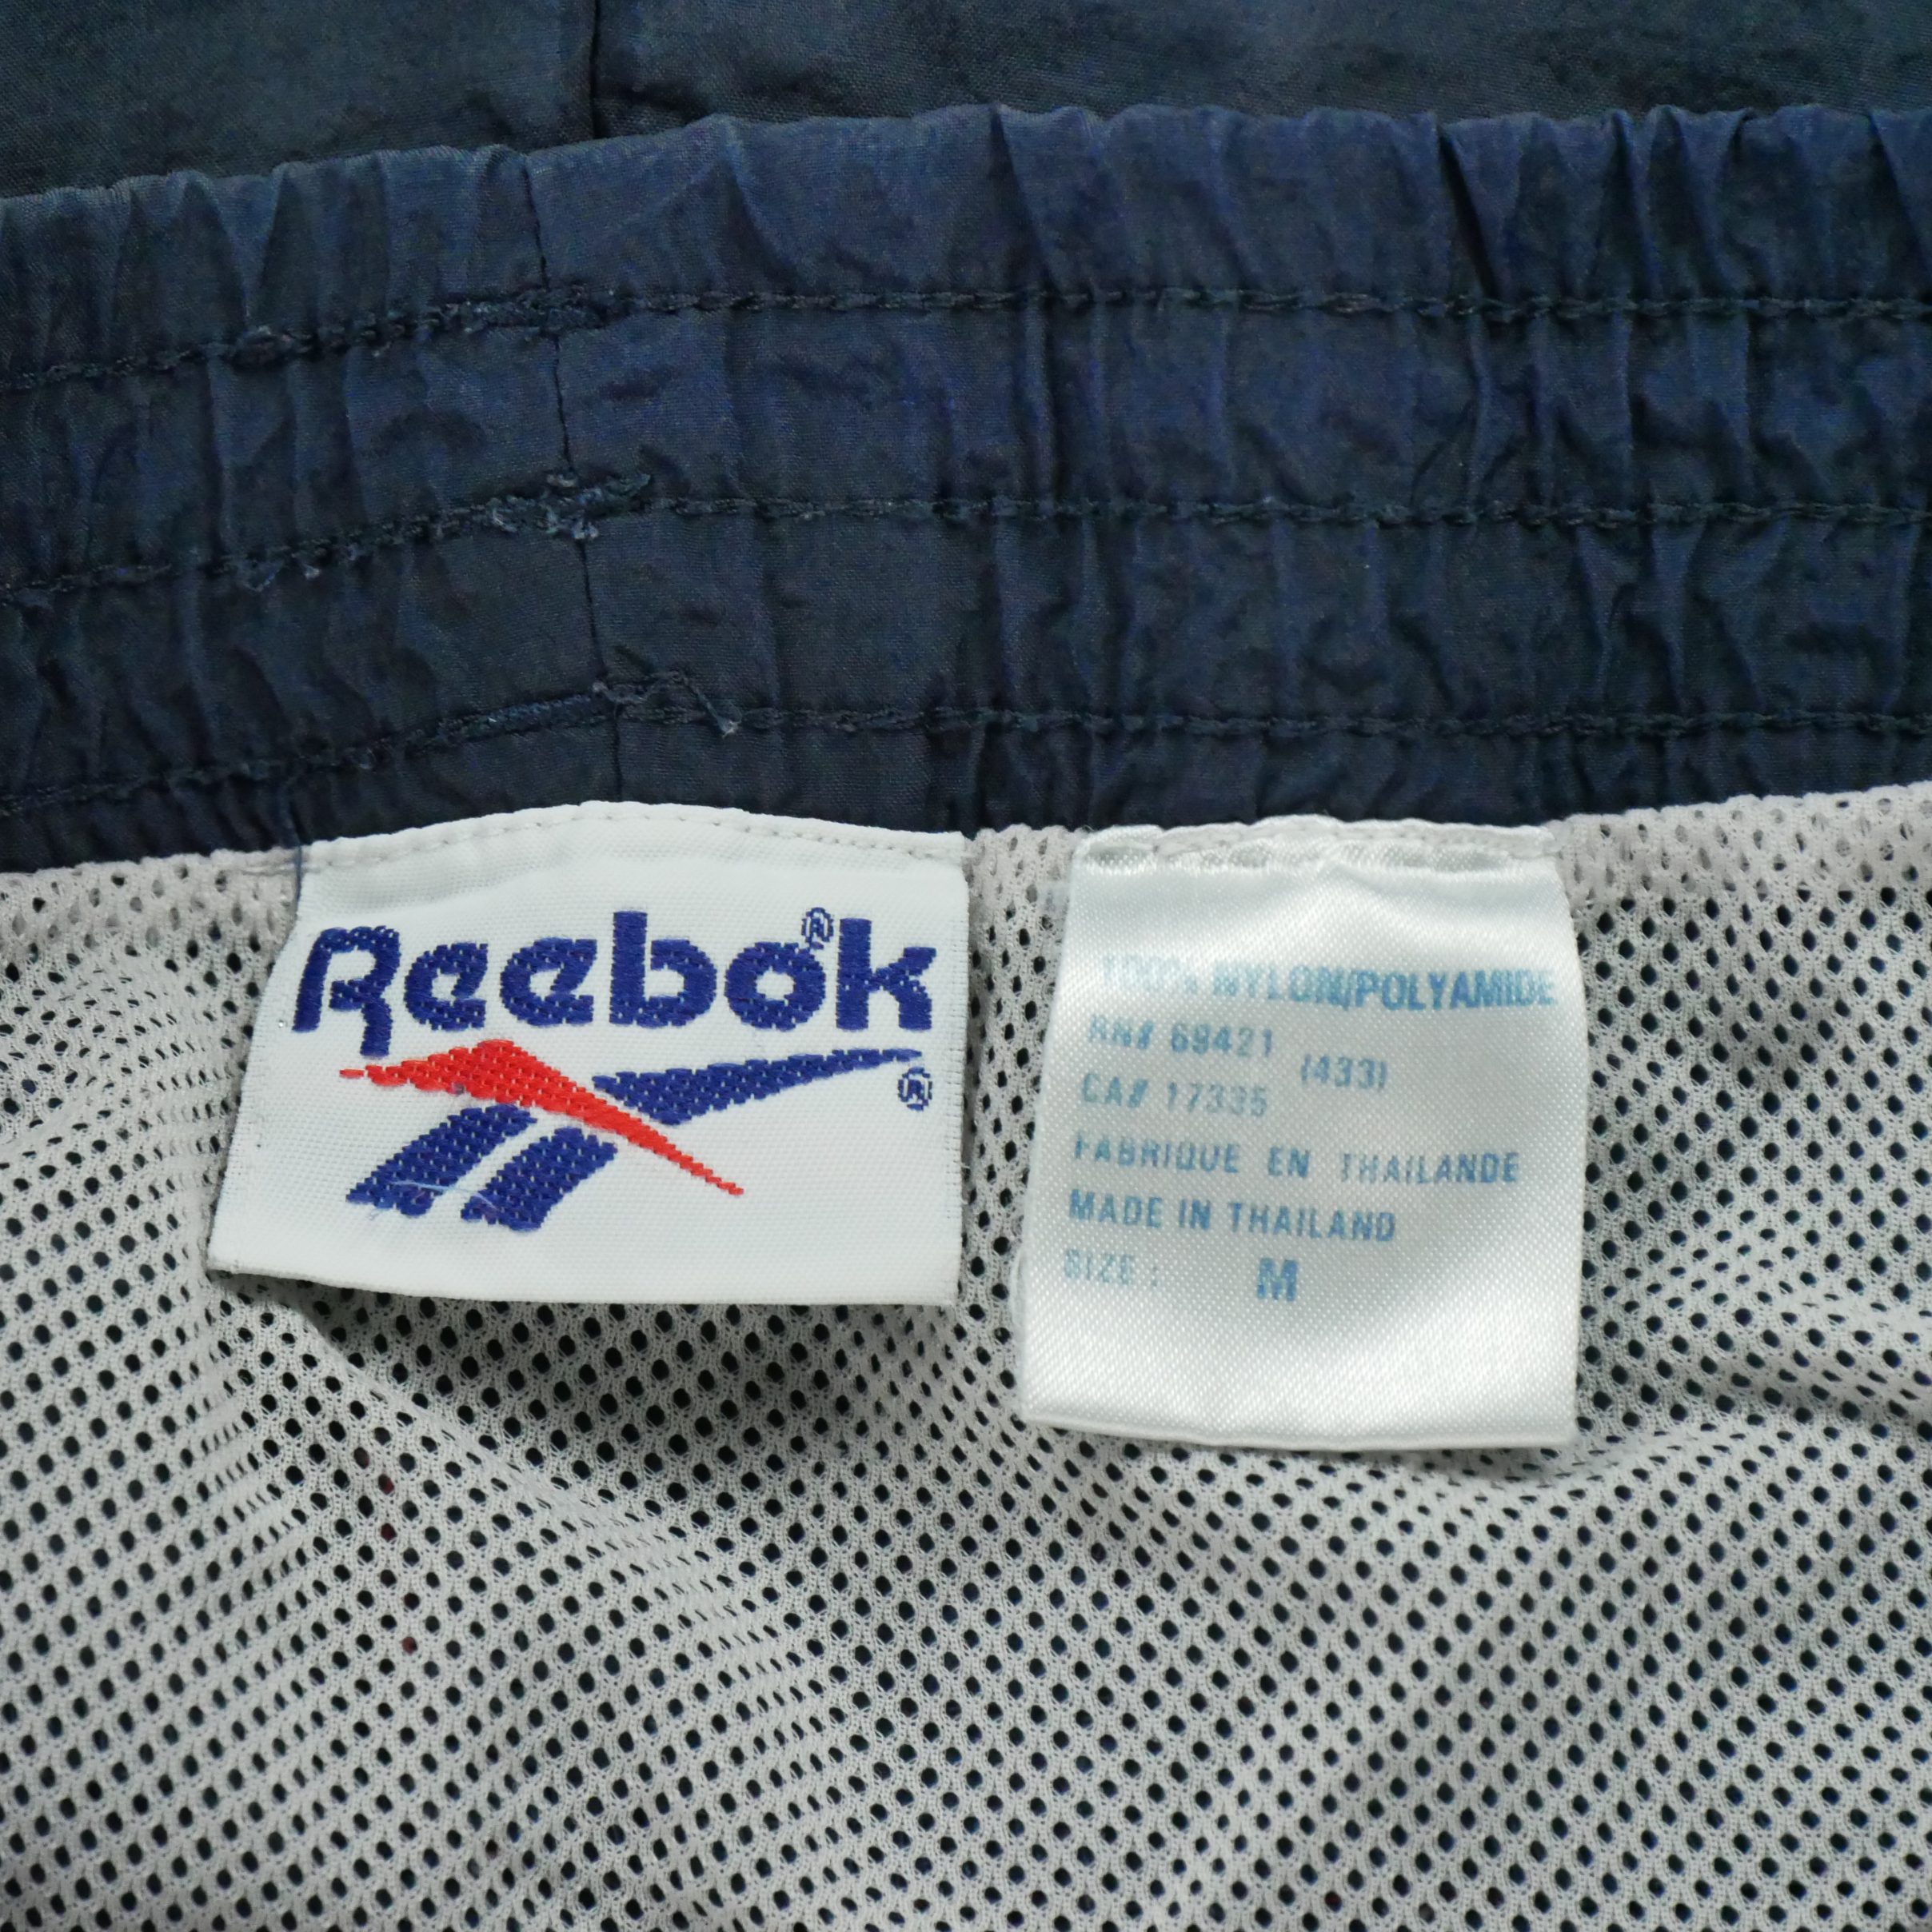 Reebok®
®
100% NYLON/POLYAMIDE
RN# 69421
(433)
CA# 17335
FABRIQUE EN THAILANDE
MADE IN THAILAND
SIZE : M